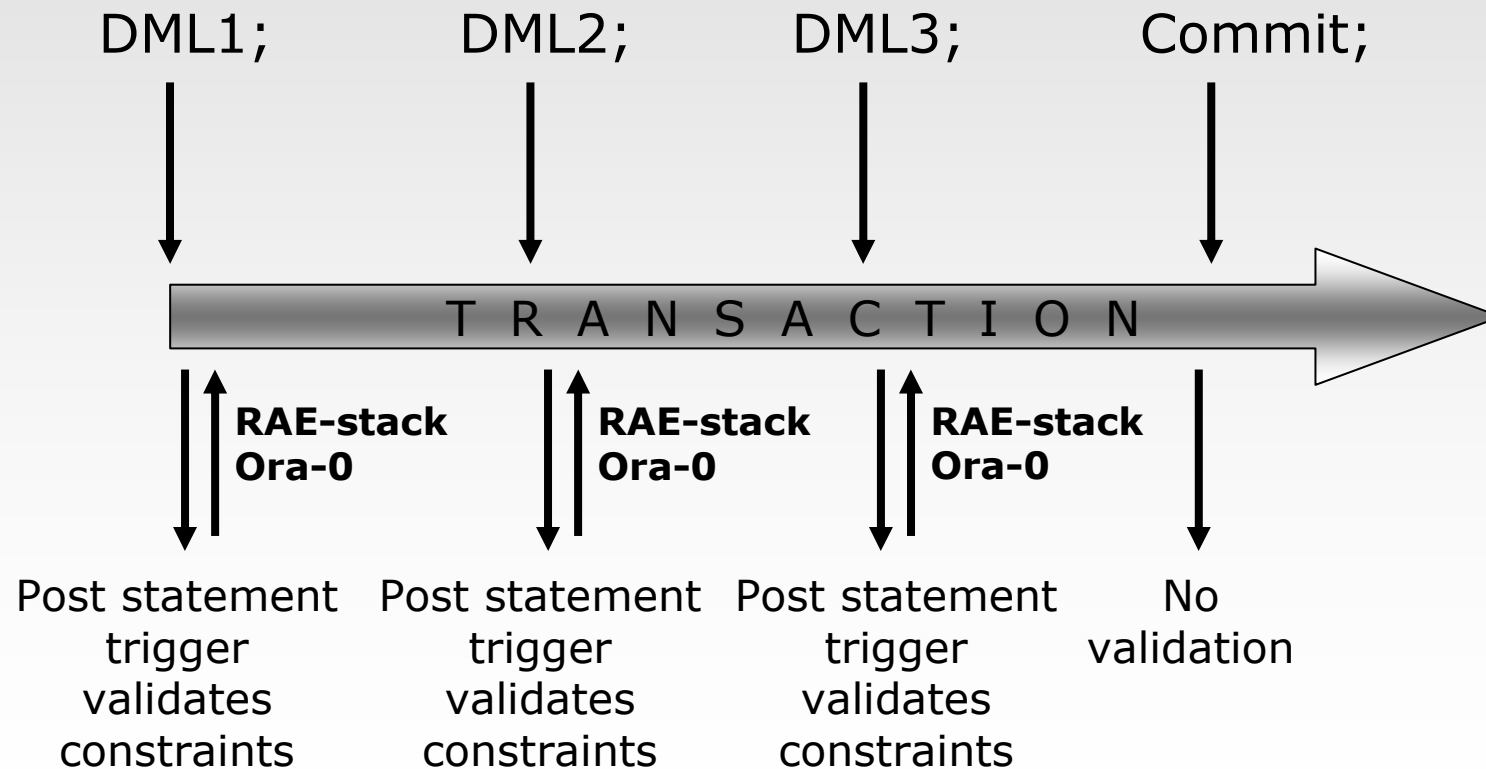 DML1;
DML2;
DML3;
Commit;
T R A N S A C T I O N
RAE-stack
Ora-0
RAE-stack
Ora-0
RAE-stack
Ora-0
Post statement
trigger
validates
constraints
Post statement
trigger
validates
constraints
Post statement
trigger
validates
constraints
No
validation